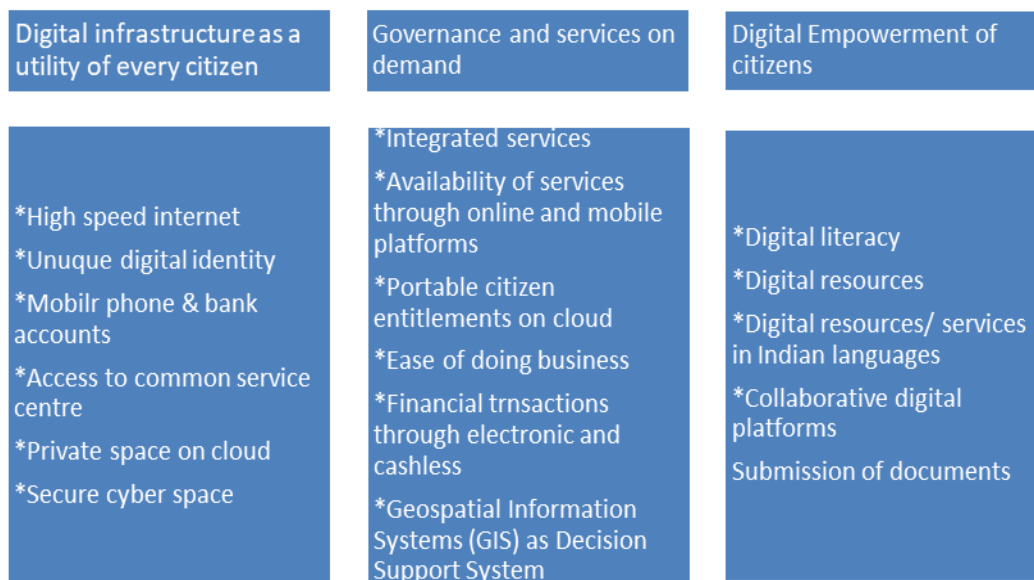 Digital infrastructure as a
utility of every citizen
*High speed internet
*Unuque digital identity
*Mobilr phone & bank
accounts
*Access to common service
centre
*Private space on cloud
*Secure cyber space
Governance and services on
demand
*Integrated services
*Availability of services
through online and mobile
platforms
*Portable citizen
entitlements on cloud
*Ease of doing business
*Financial trnsactions
through electronic and
cashless
*Geospatial Information
Systems (GIS) as Decision
Support System
Digital Empowerment of
citizens
*Digital literacy
*Digital resources
*Digital resources/ services
in Indian languages
*Collaborative digital
platforms
Submission of documents